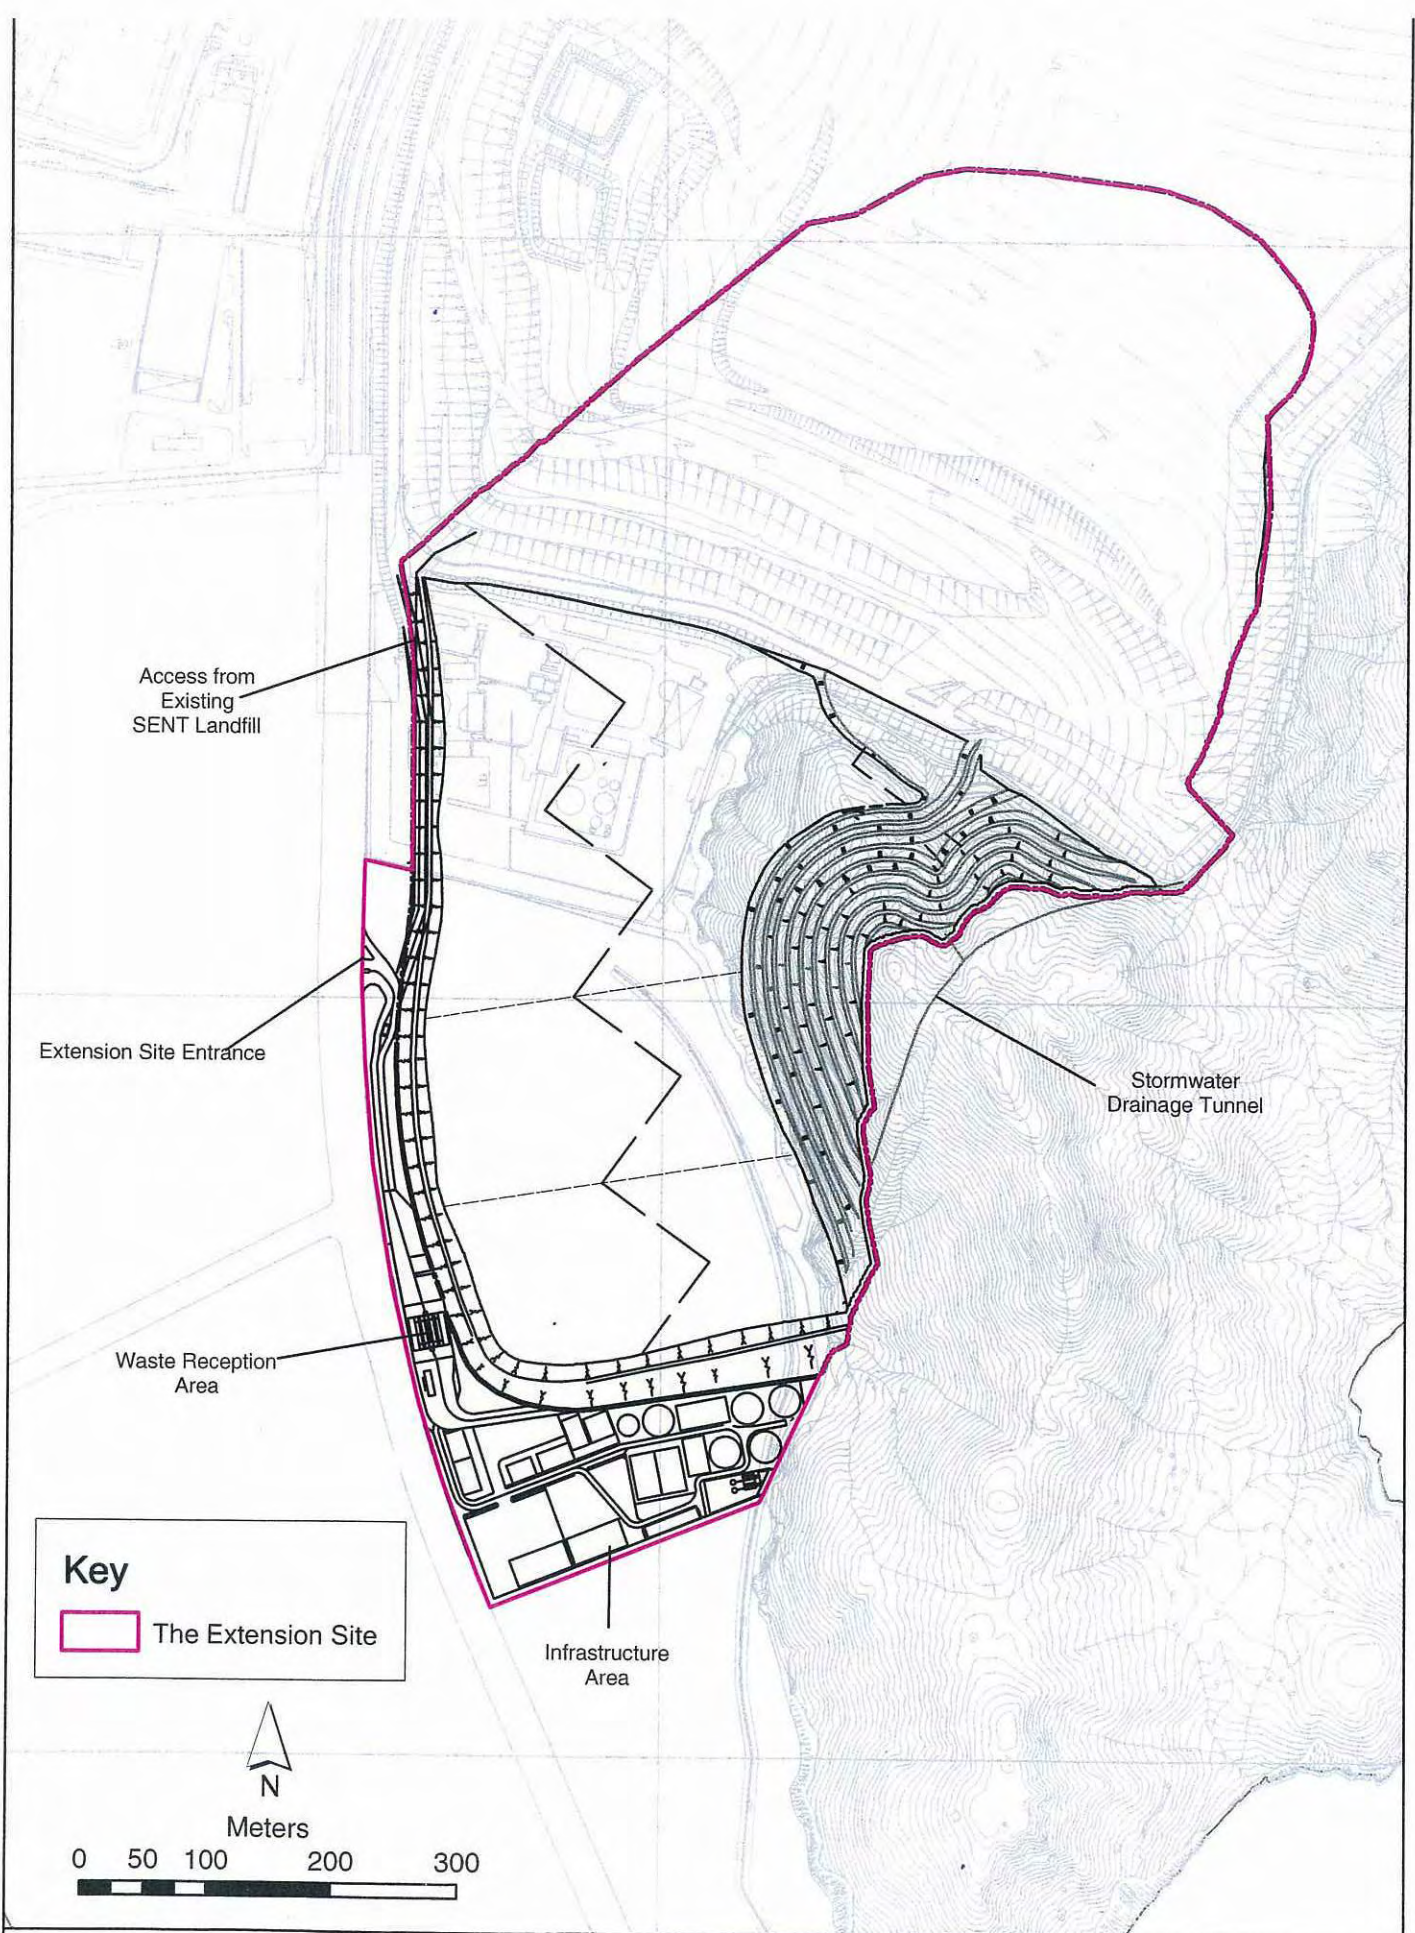 Access from
Existing
SENT Landfill
Extension Site Entrance
Stormwater
Drainage Tunnel
Waste Reception
Area
Infrastructure
Area
Key
The Extension Site
N
Meters
0 50 100 200 300